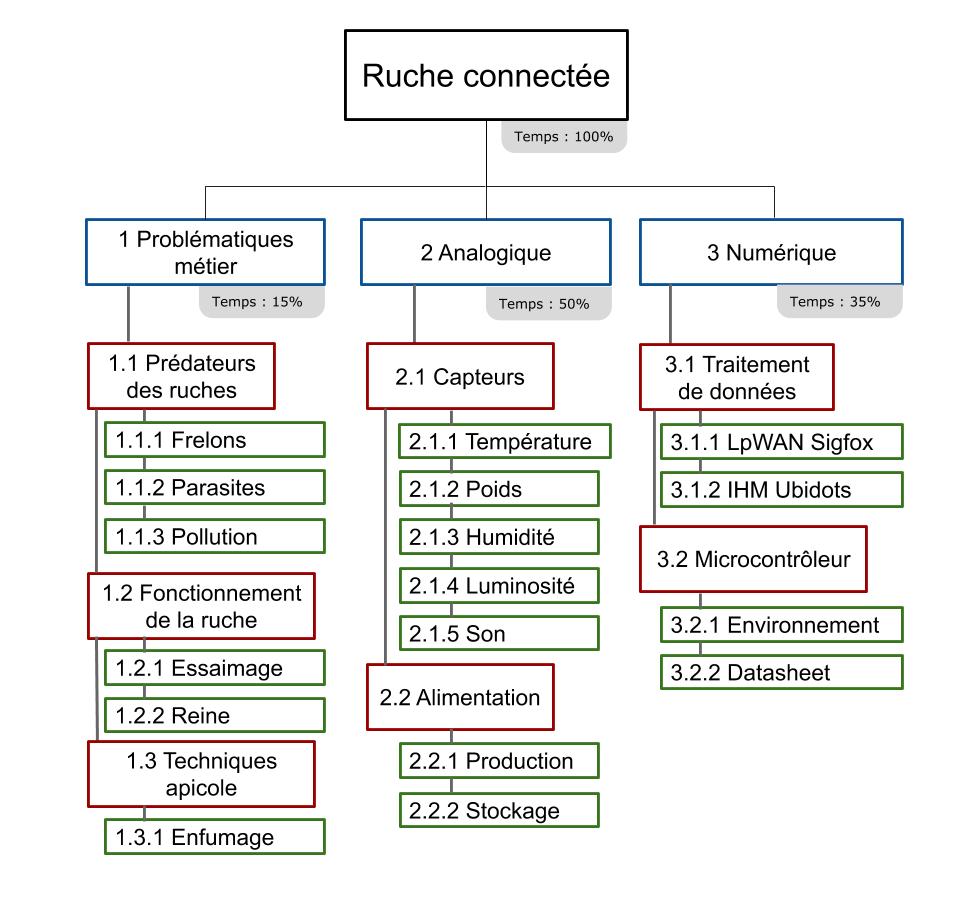 Ruche connectée
Temps : 100%
1 Problématiques
métier
Temps : 15%
1.1 Prédateurs
des ruches
1.1.1 Frelons
1.1.2 Parasites
1.1.3 Pollution
1.2 Fonctionnement
de la ruche
1.2.1 Essaimage
1.2.2 Reine
1.3 Techniques
apicole
1.3.1 Enfumage
2 Analogique
Temps : 50%
2.1 Capteurs
2.1.1 Température
2.1.2 Poids
2.1.3 Humidité
2.1.4 Luminosité
2.1.5 Son
2.2 Alimentation
2.2.1 Production
2.2.2 Stockage
3 Numérique
Temps : 35%
3.1 Traitement
de données
3.1.1 LpWAN Sigfox
3.1.2 IHM Ubidots
3.2 Microcontrôleur
3.2.1 Environnement
3.2.2 Datasheet